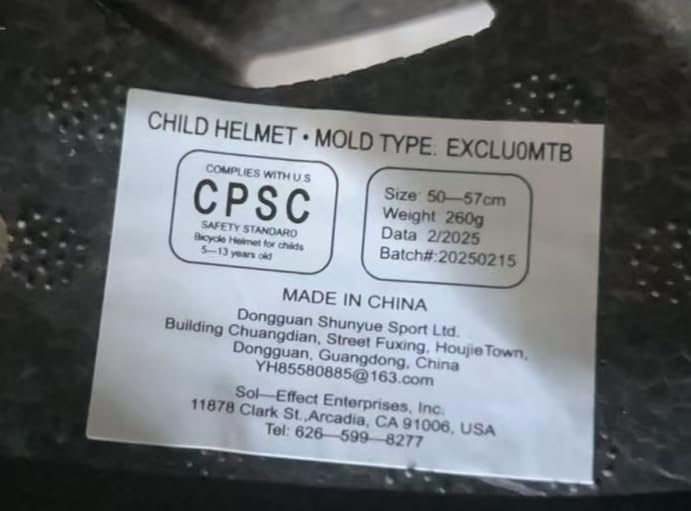 CHILD HELMET • MOLD TYPE: EXCLU0MTB
COMPLIES WITH U.S
CPSC
SAFETY STANDARD
Bicycle Helmet for childs
5—13 years old
Size: 50—57cm
Weight 260g
Data 2/2025
Batch#:20250215
MADE IN CHINA
Dongguan Shunyue Sport Ltd.
Building Chuangdian, Street Fuxing, HoujieTown,
Dongguan, Guangdong, China
YH85580885@163.com
Sol—Effect Enterprises, Inc.
11878 Clark St.,Arcadia, CA 91006, USA
Tel: 626—599—8277